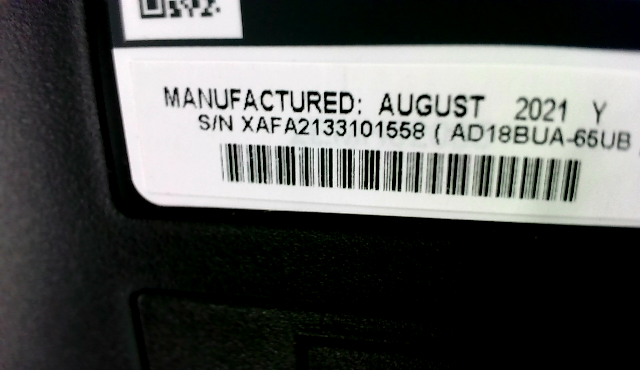 MANUFACTURED: AUGUST 2021 Y
S/N XAFA2133101558 ( AD18BUA-65UB